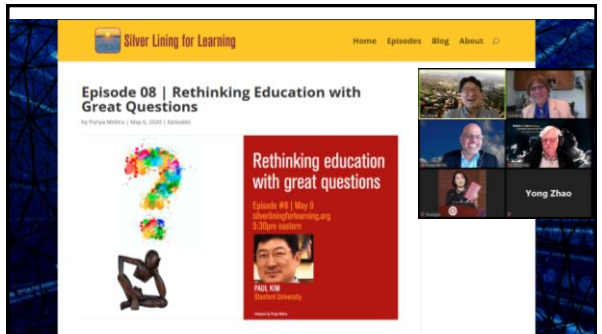 Silver Lining for Learning
Home Episodes Blog About
Episode 08 | Rethinking Education with
Great Questions
by Punya Mishra | May 6, 2020 | Episodes
Rethinking education
with great questions
Episode #8 | May 9
silverliningforlearning.org
5:30pm eastern
PAUL KIM
Stanford University
Yong Zhao